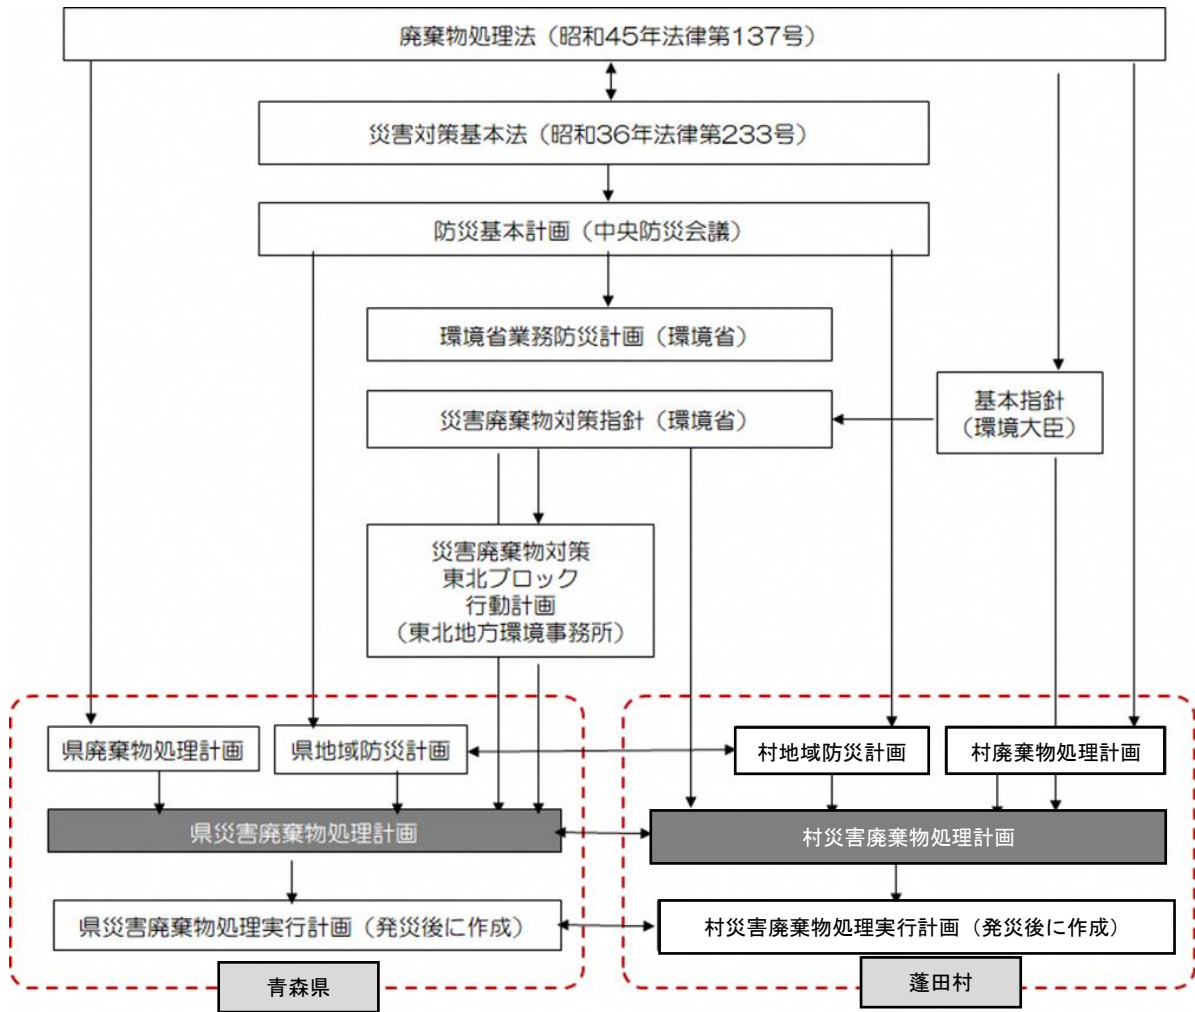 廃棄物処理法（昭和45年法律第137号）
災害対策基本法（昭和36年法律第233号）
防災基本計画（中央防災会議）
環境省業務防災計画（環境省）
災害廃棄物対策指針（環境省）
基本指針
（環境大臣）
災害廃棄物対策
東北ブロック
行動計画
（東北地方環境事務所）
県廃棄物処理計画
県地域防災計画
村地域防災計画
村廃棄物処理計画
県災害廃棄物処理計画
村災害廃棄物処理計画
県災害廃棄物処理実行計画（発災後に作成）
村災害廃棄物処理実行計画（発災後に作成）
青森県
蓬田村